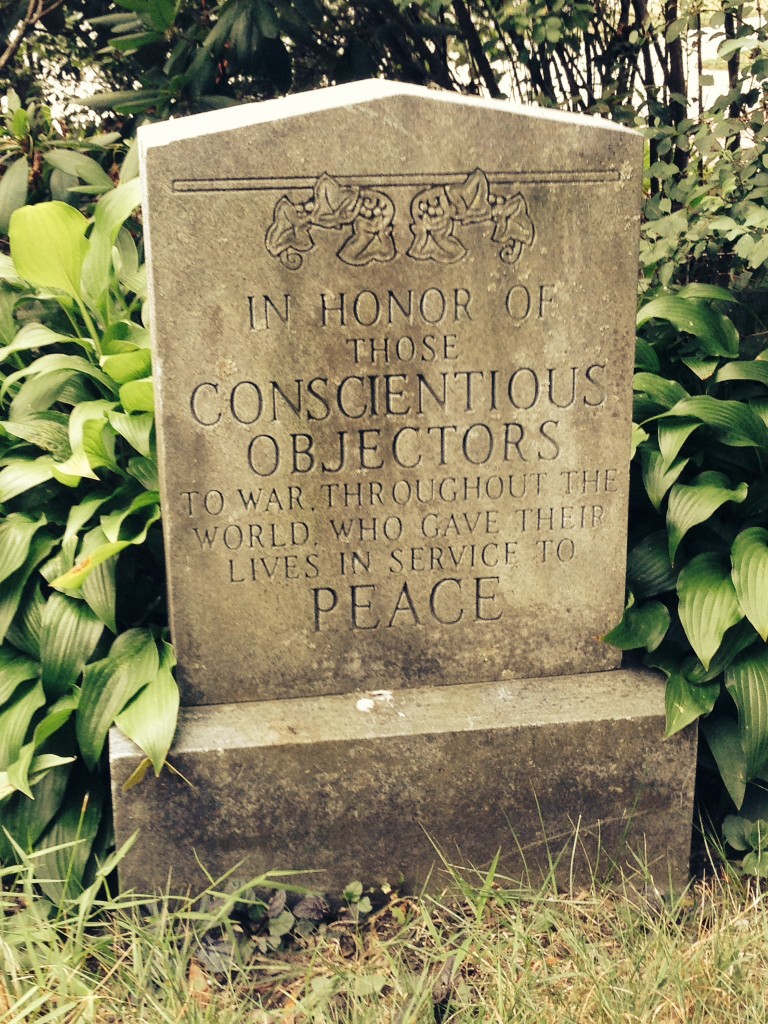 IN HONOR OF
THOSE
CONSCIENTIOUS
OBJECTORS
TO WAR, THROUGHOUT THE
WORLD, WHO GAVE THEIR
LIVES IN SERVICE TO
PEACE